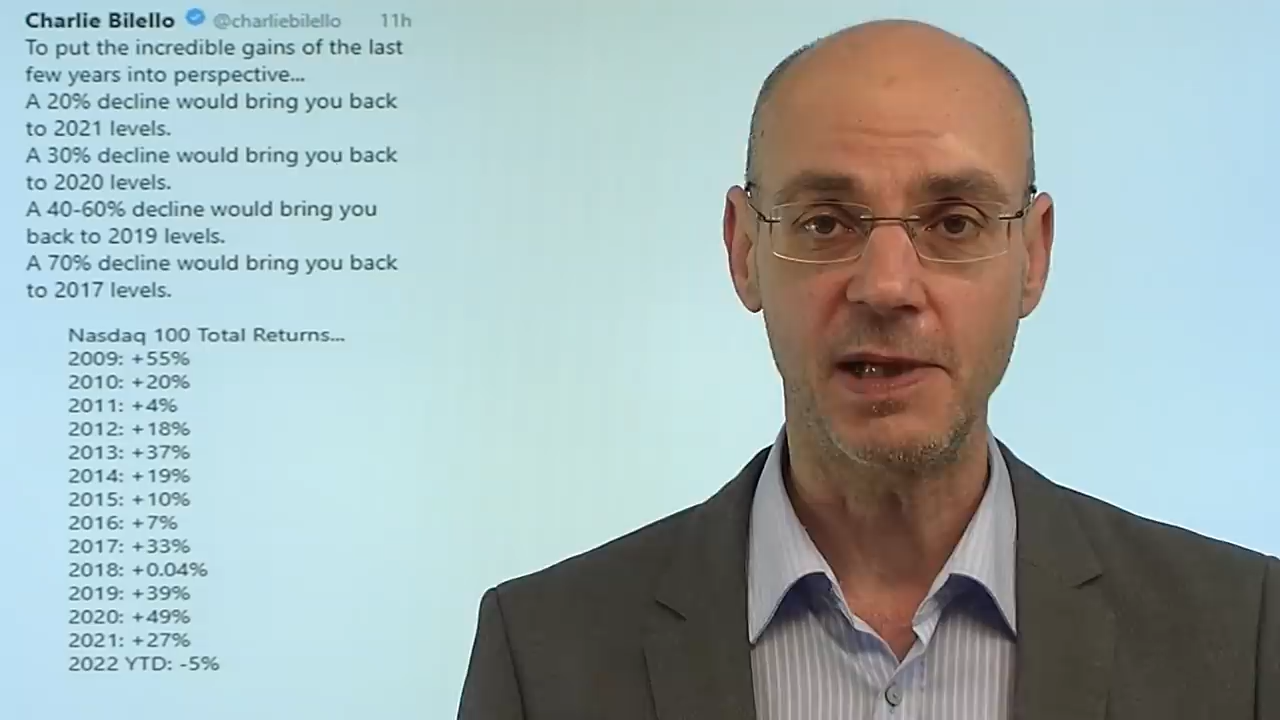 Charlie Bilello @charliebilello 11h
To put the incredible gains of the last
few years into perspective...
A 20% decline would bring you back
to 2021 levels.
A 30% decline would bring you back
to 2020 levels.
A 40-60% decline would bring you
back to 2019 levels.
A 70% decline would bring you back
to 2017 levels.
Nasdaq 100 Total Returns...
2009: +55%
2010: +20%
2011: +4%
2012: +18%
2013: +37%
2014: +19%
2015: +10%
2016: +7%
2017: +33%
2018: +0.04%
2019: +39%
2020: +49%
2021: +27%
2022 YTD: -5%